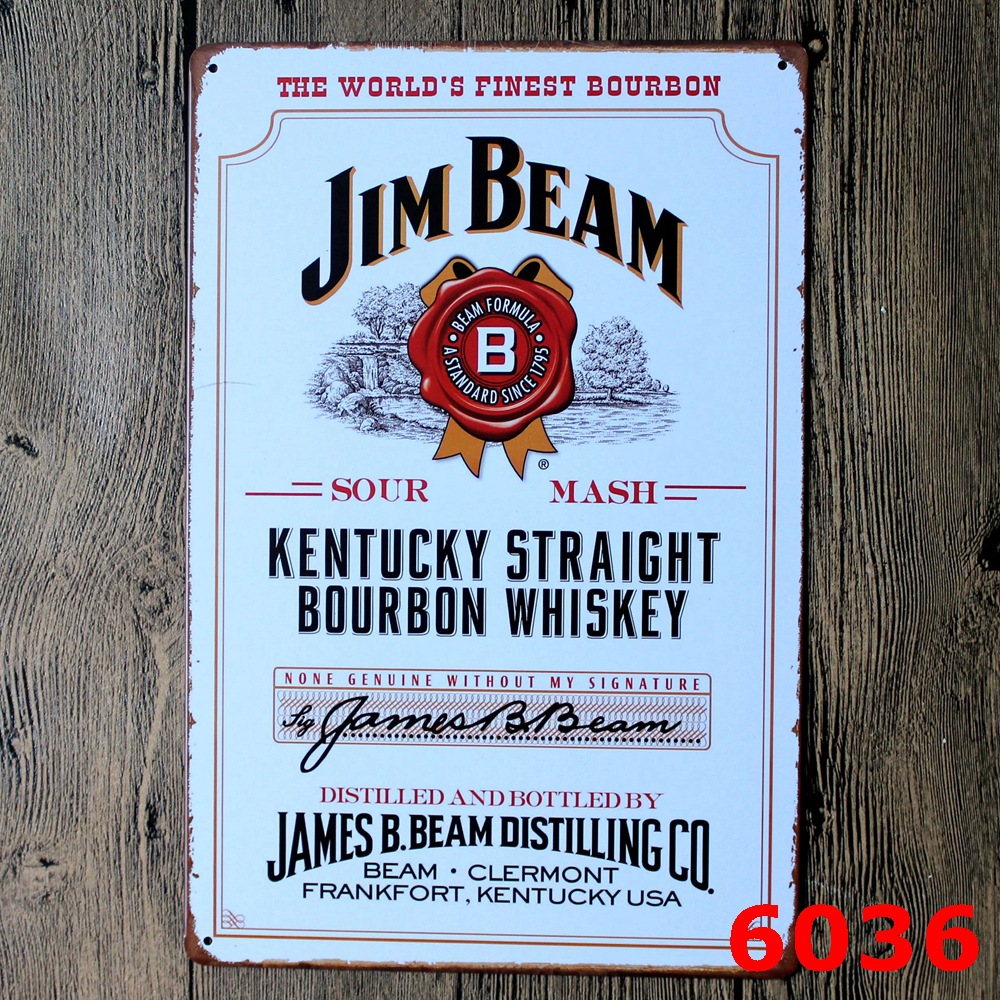 THE WORLD'S FINEST BOURBON
JIM BEAM
BEAM FORMULA
B
• A STANDARD SINCE 1795 •
®
SOUR MASH
KENTUCKY STRAIGHT
BOURBON WHISKEY
NONE GENUINE WITHOUT MY SIGNATURE
Sig James B. Beam
DISTILLED AND BOTTLED BY
JAMES B. BEAM DISTILLING CO.
BEAM • CLERMONT
FRANKFORT, KENTUCKY USA
6036